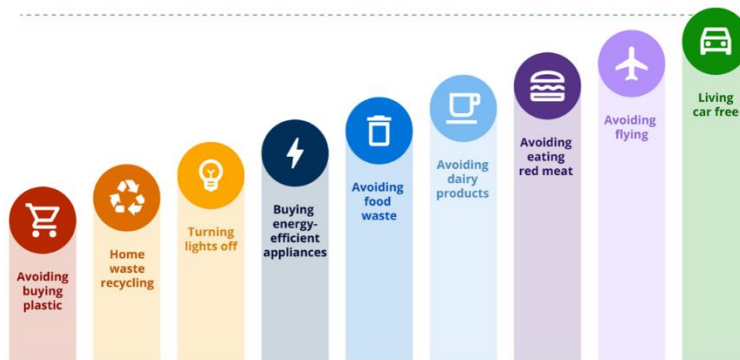 Avoiding
buying
plastic
Home
waste
recycling
Turning
lights off
Buying
energy-
efficient
appliances
Avoiding
food
waste
Avoiding
dairy
products
Avoiding
eating
red meat
Avoiding
flying
Living
car free